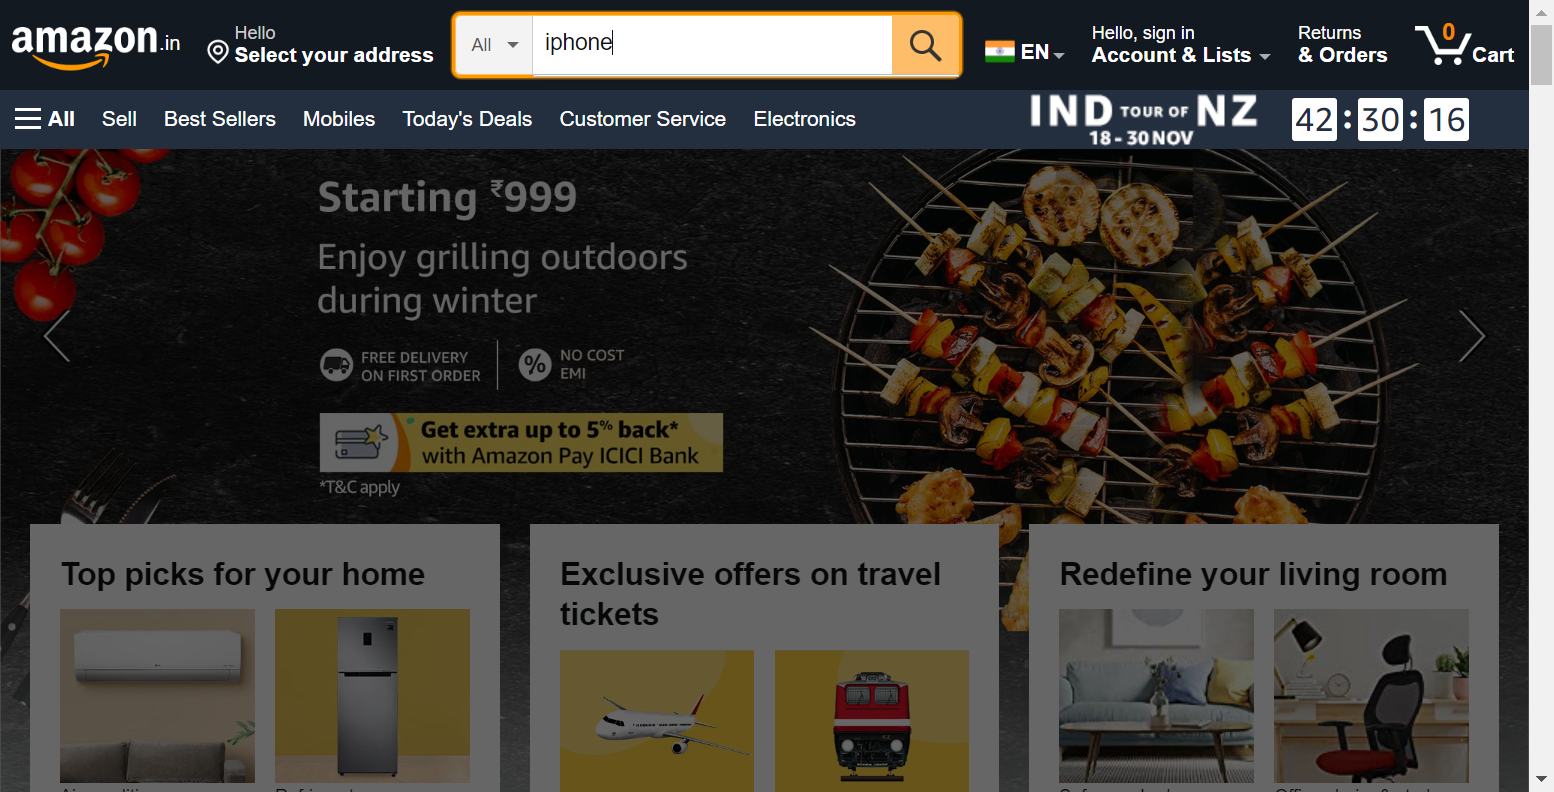 amazon.in
Hello
Select your address
All
iphone
EN
Hello, sign in
Account & Lists
Returns
& Orders
0
Cart
All
Sell
Best Sellers
Mobiles
Today's Deals
Customer Service
Electronics
IND TOUR OF NZ
18 - 30 NOV
42 : 30 : 16
Starting ₹999
Enjoy grilling outdoors
during winter
FREE DELIVERY
ON FIRST ORDER
%
NO COST
EMI
Get extra up to 5% back*
with Amazon Pay ICICI Bank
*T&C apply
Top picks for your home
Exclusive offers on travel
tickets
Redefine your living room